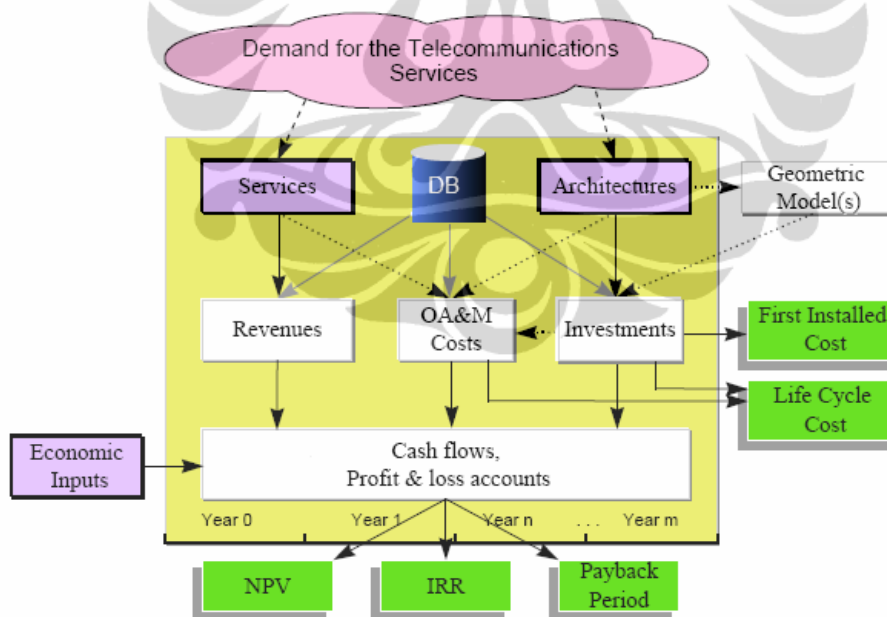 Demand for the Telecommunications
Services
Services
DB
Architectures
Geometric
Model(s)
Revenues
OA&M
Costs
Investments
First Installed
Cost
Life Cycle
Cost
Economic
Inputs
Cash flows,
Profit & loss accounts
Year 0
Year 1
Year n
. . .
Year m
NPV
IRR
Payback
Period